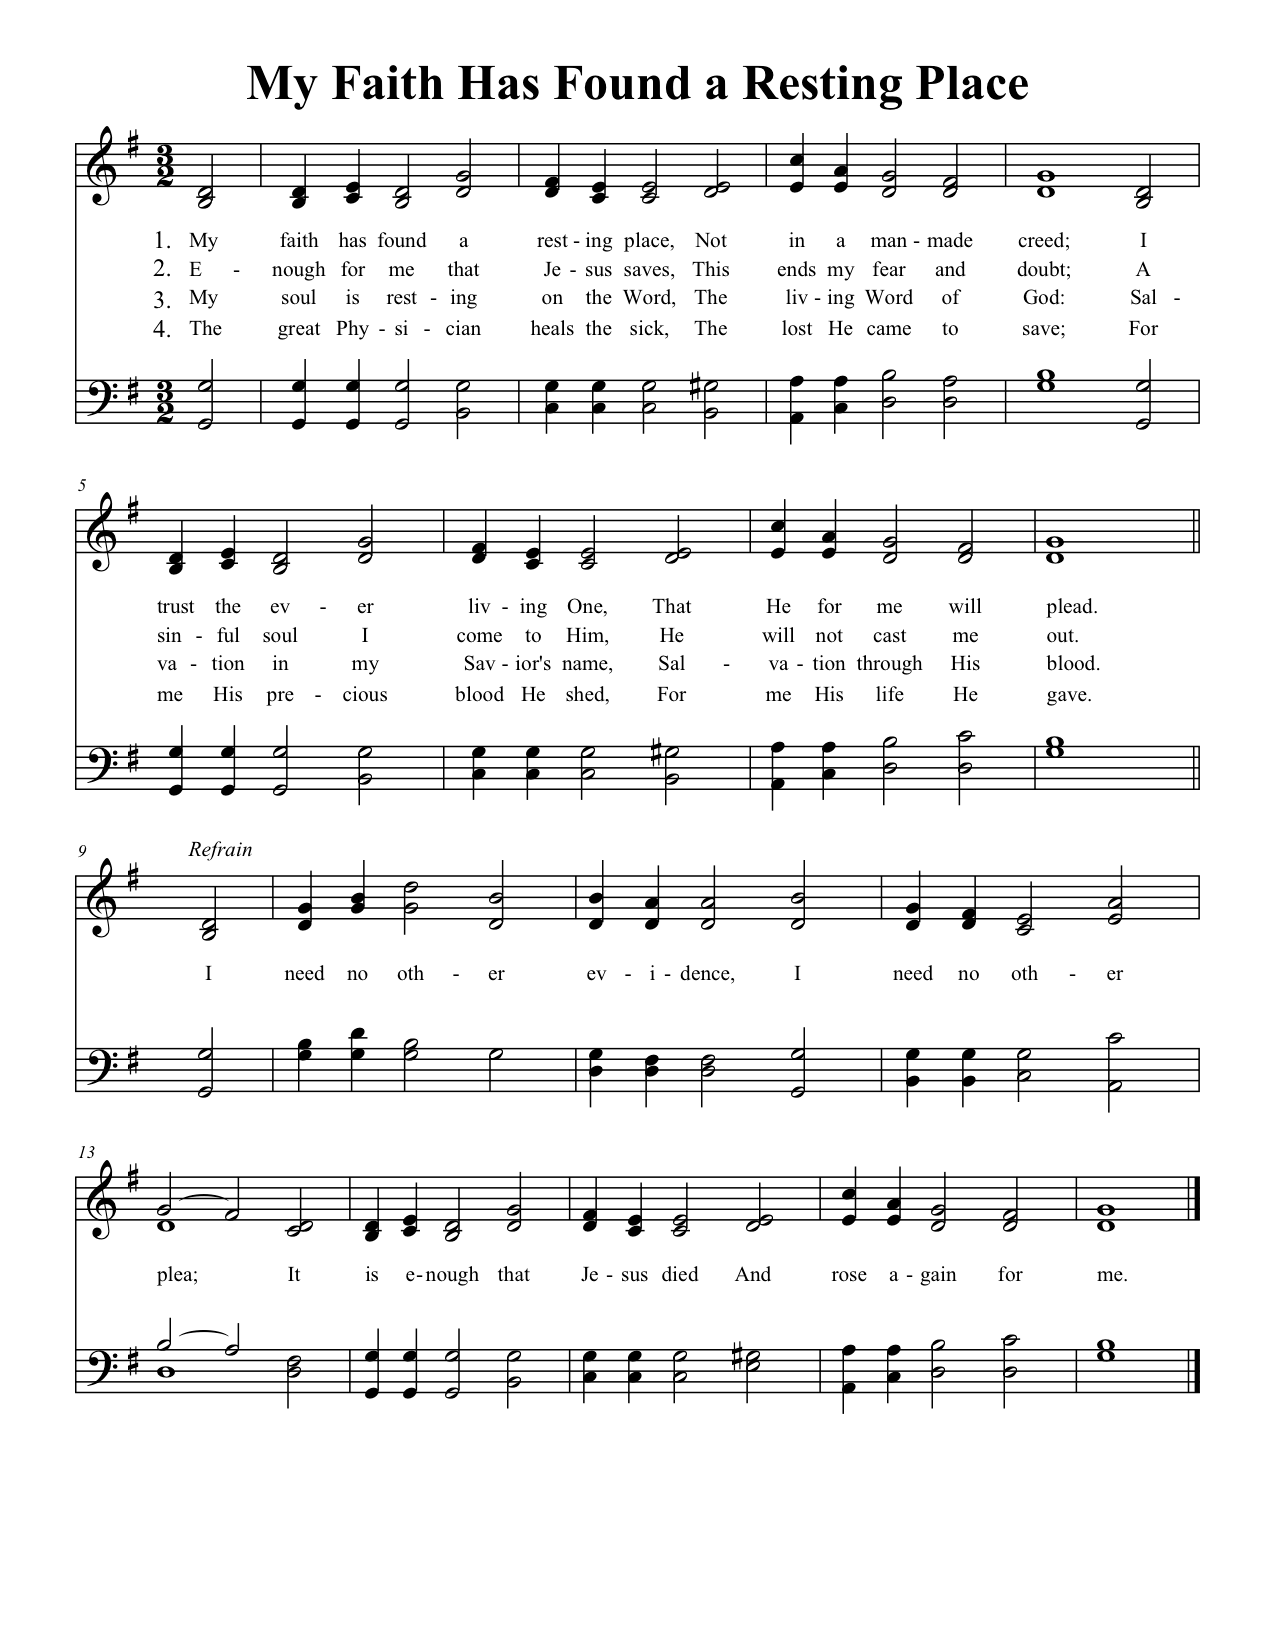 My Faith Has Found a Resting Place
3
2
1. My faith has found a rest - ing place, Not in a man - made creed; I
2. E - nough for me that Je - sus saves, This ends my fear and doubt; A
3. My soul is rest - ing on the Word, The liv - ing Word of God: Sal -
4. The great Phy - si - cian heals the sick, The lost He came to save; For
3
2
5
trust the ev - er liv - ing One, That He for me will plead.
sin - ful soul I come to Him, He will not cast me out.
va - tion in my Sav - ior's name, Sal - va - tion through His blood.
me His pre - cious blood He shed, For me His life He gave.
9
Refrain
I need no oth - er ev - i - dence, I need no oth - er
13
plea; It is e - nough that Je - sus died And rose a - gain for me.